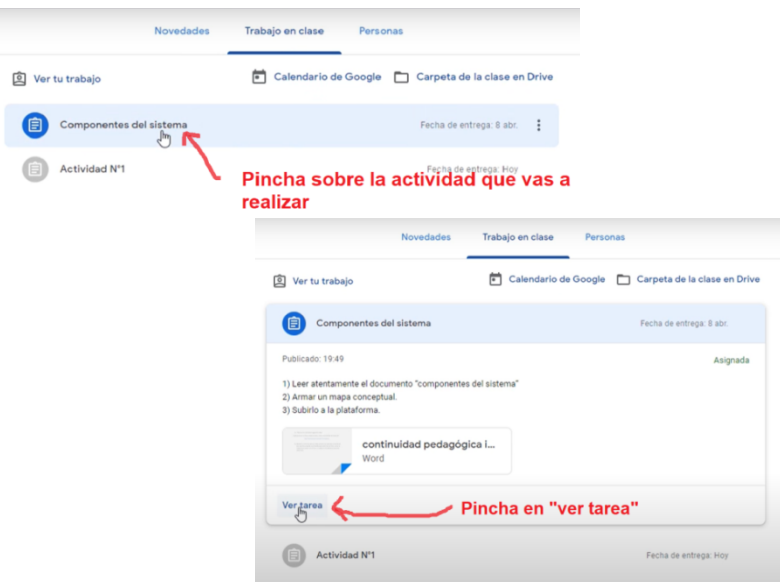 Novedades Trabajo en clase Personas
Ver tu trabajo Calendario de Google Carpeta de la clase en Drive
Componentes del sistema Fecha de entrega: 8 abr.
Actividad N°1 Fecha de entrega: Hoy
Pincha sobre la actividad que vas a
realizar
Novedades Trabajo en clase Personas
Ver tu trabajo Calendario de Google Carpeta de la clase en Drive
Componentes del sistema Fecha de entrega: 8 abr.
Publicado: 19:49 Asignada
1) Leer atentamente el documento "componentes del sistema"
2) Armar un mapa conceptual.
3) Subirlo a la plataforma.
continuidad pedagógica i...
Word
Ver tarea Pincha en "ver tarea"
Actividad N°1 Fecha de entrega: Hoy